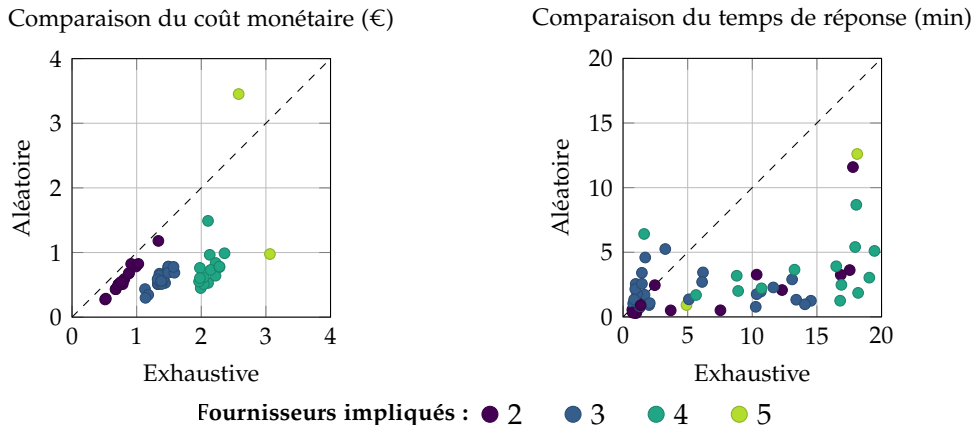 Comparaison du coût monétaire (€)
4
3
2
1
0
0 1 2 3 4
Aléatoire
Exhaustive
Comparaison du temps de réponse (min)
20
15
10
5
0
0 5 10 15 20
Aléatoire
Exhaustive
Fournisseurs impliqués : 2 3 4 5